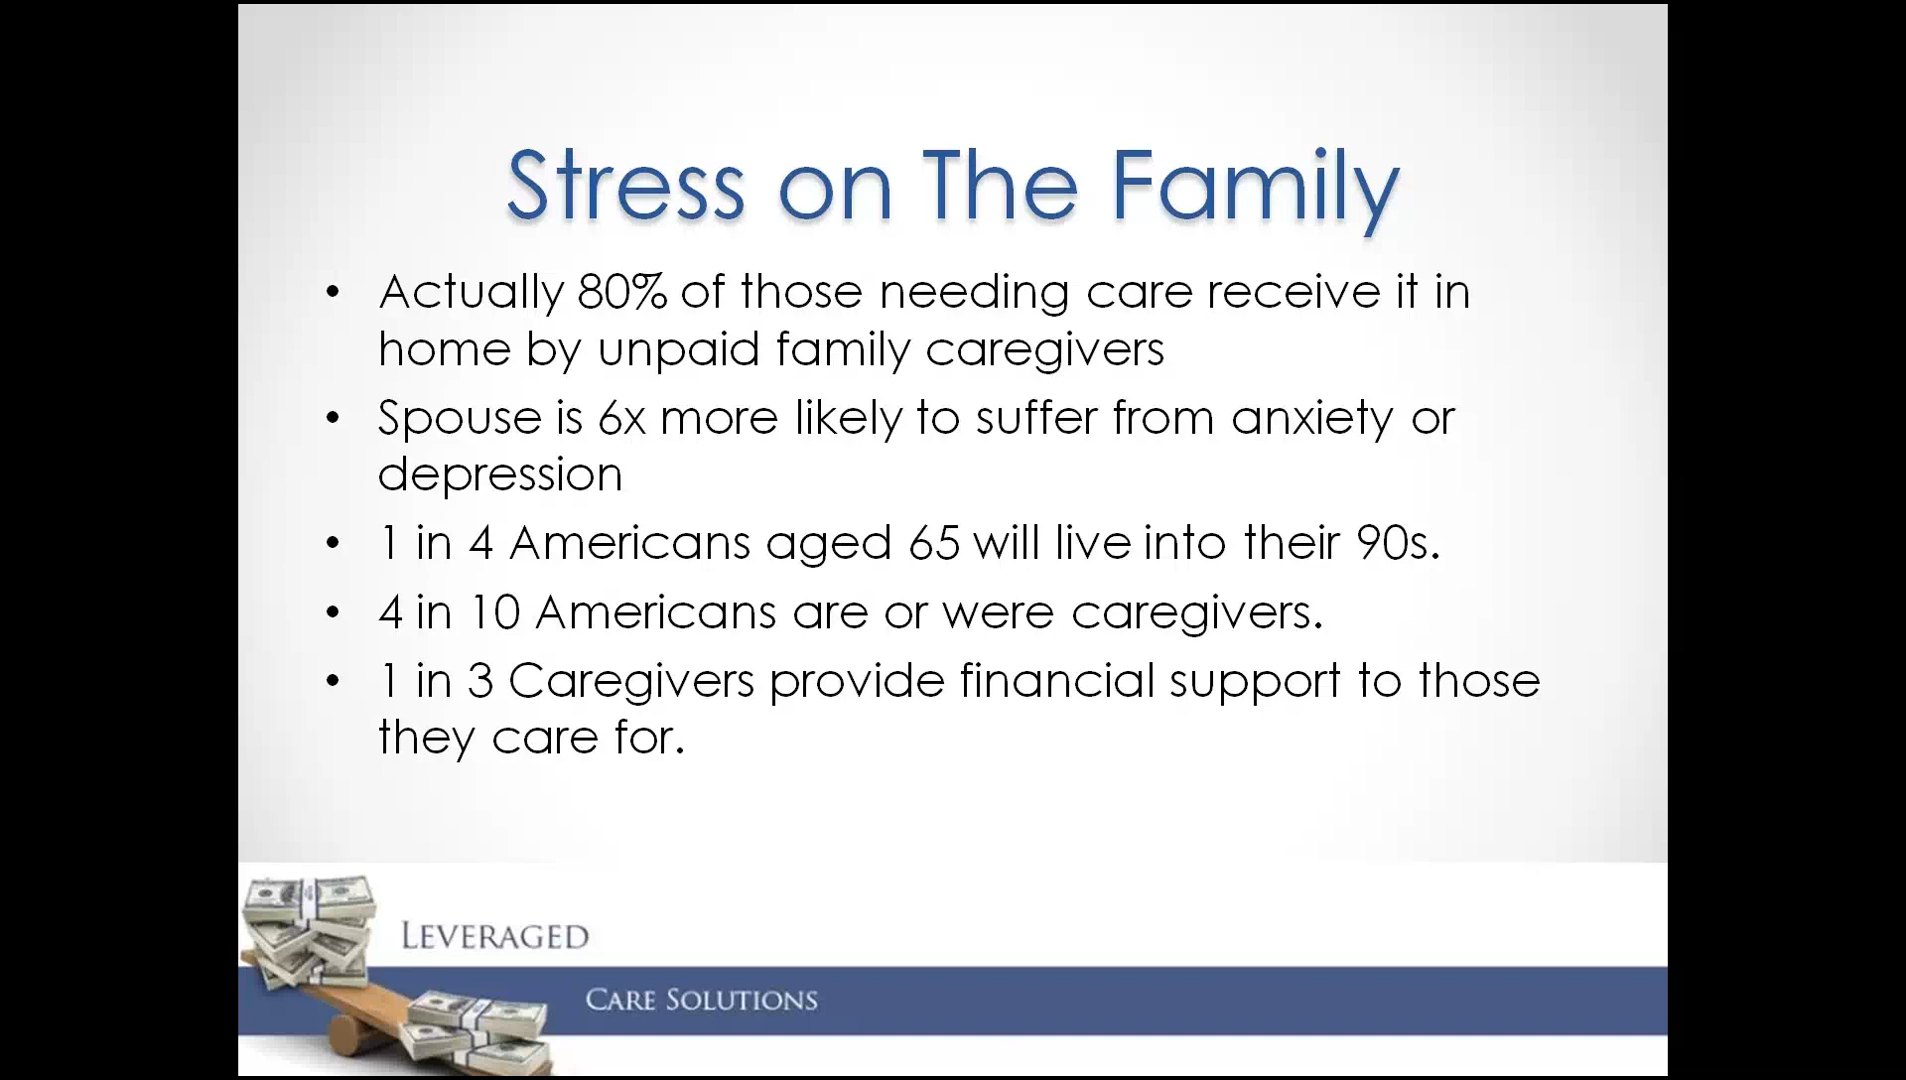 Stress on The Family
• Actually 80% of those needing care receive it in
home by unpaid family caregivers
• Spouse is 6x more likely to suffer from anxiety or
depression
• 1 in 4 Americans aged 65 will live into their 90s.
• 4 in 10 Americans are or were caregivers.
• 1 in 3 Caregivers provide financial support to those
they care for.
LEVERAGED
CARE SOLUTIONS